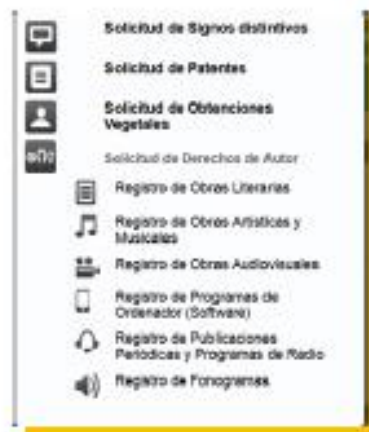 Solicitud de Signos distintivos
Solicitud de Patentes
Solicitud de Obtenciones
Vegetales
Solicitud de Derechos de Autor
Registro de Obras Literarias
Registro de Obras Artísticas y
Musicales
Registro de Obras Audiovisuales
Registro de Programas de
Ordenador (Software)
Registro de Publicaciones
Periódicas y Programas de Radio
Registro de Fonogramas